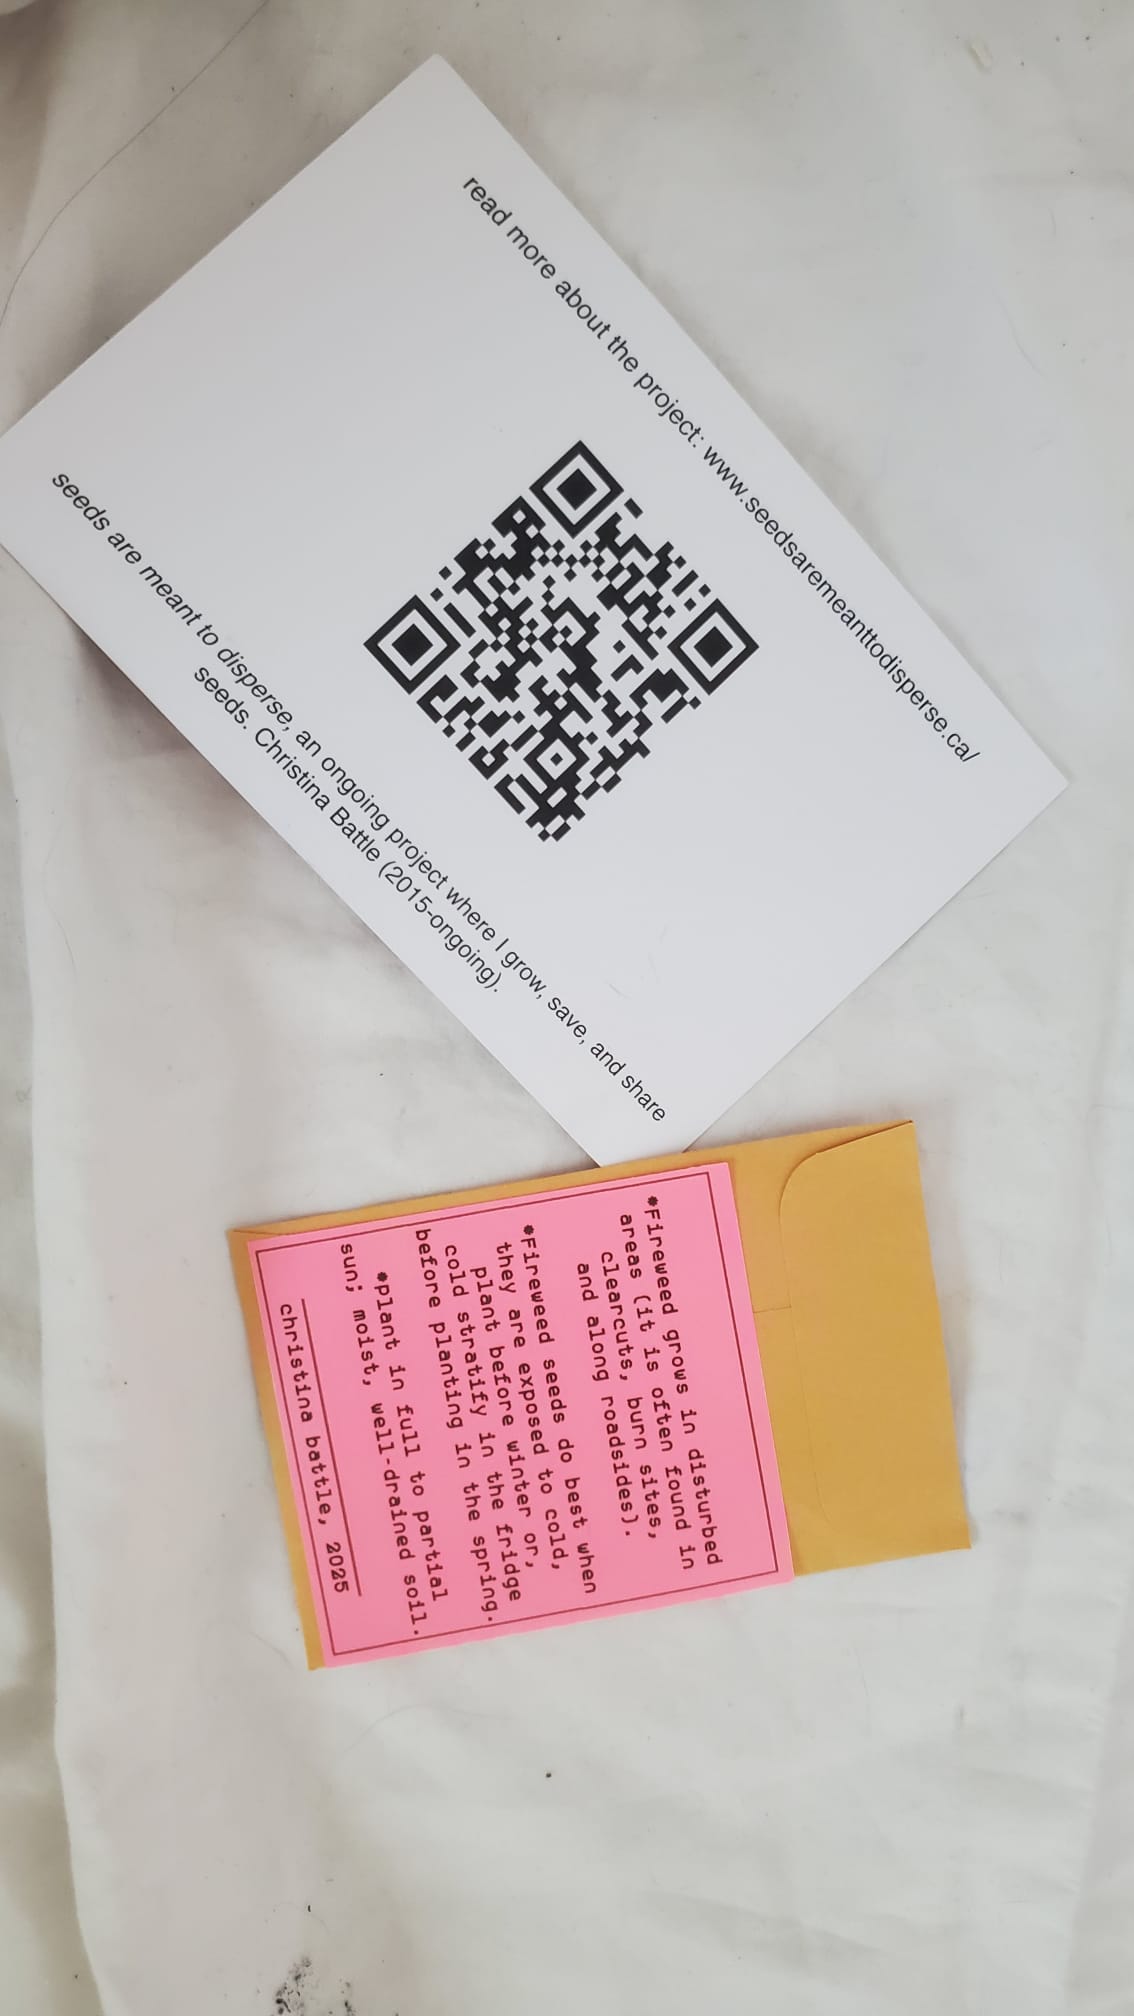 read more about the project: www.seedsaremeanttodisperse.ca/
seeds are meant to disperse, an ongoing project where I grow, save, and share
seeds. Christina Battle (2015-ongoing).
*Fireweed grows in disturbed
areas (it is often found in
clearcuts, burn sites,
and along roadsides).
*Fireweed seeds do best when
they are exposed to cold,
plant before winter or,
cold stratify in the fridge
before planting in the spring.
*plant in full to partial
sun; moist, well-drained soil.
christina battle, 2025